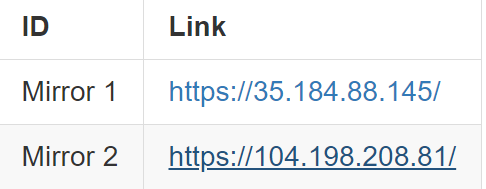 ID Link
Mirror 1 https://35.184.88.145/
Mirror 2 https://104.198.208.81/